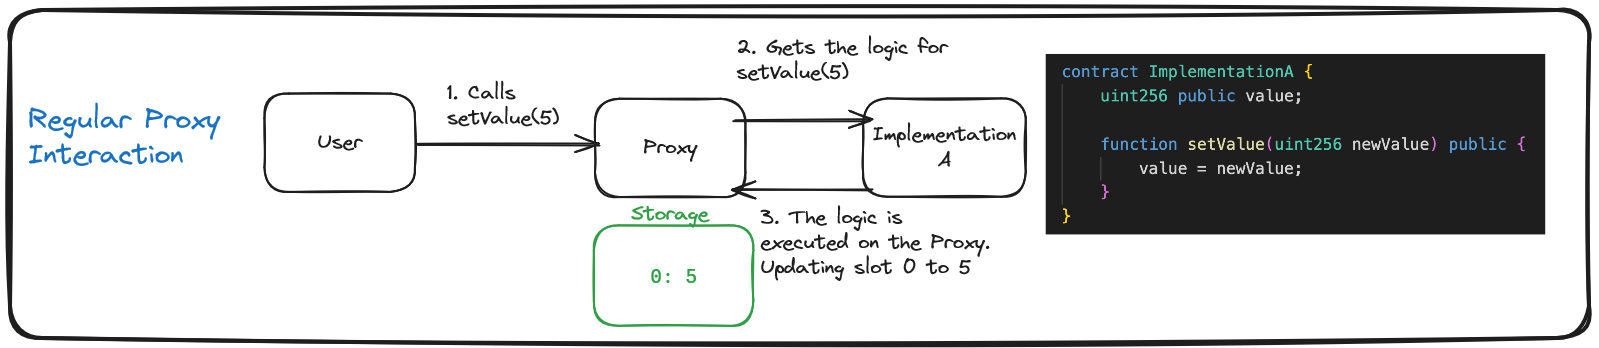 Regular Proxy
Interaction
User
1. Calls
setValue(5)
Proxy
2. Gets the logic for
setValue(5)
Implementation
A
3. The logic is
executed on the Proxy.
Updating slot 0 to 5
Storage
0: 5
contract ImplementationA {
uint256 public value;
function setValue(uint256 newValue) public {
value = newValue;
}
}